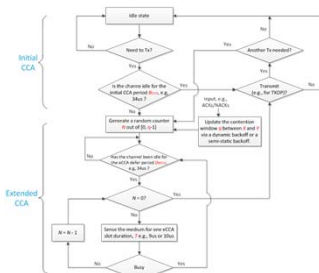 Idle state
No
Need to Tx?
Yes
Initial
CCA
No
Is the channe idle for the
initial CCA period
e.g.
34us ?
Yes
No
Another Tx needed?
Yes
Transmit
(e.g., for TXOP)?
Input, e.g.,
ACKs/NACKs
Generate a random counter
N out of [0, q-1]
Update the contention
window q between X and Y
via a dynamic backoff or a
semi-static backoff
No
Has the channel been idle for
the eCCA defer period
e.g., 34us ?
Yes
Extended
CCA
N = 0?
Yes
No
N = N - 1
Sense the medium for one eCCA
slot duration, T e.g., 9us or 10us
No
Busy
Yes